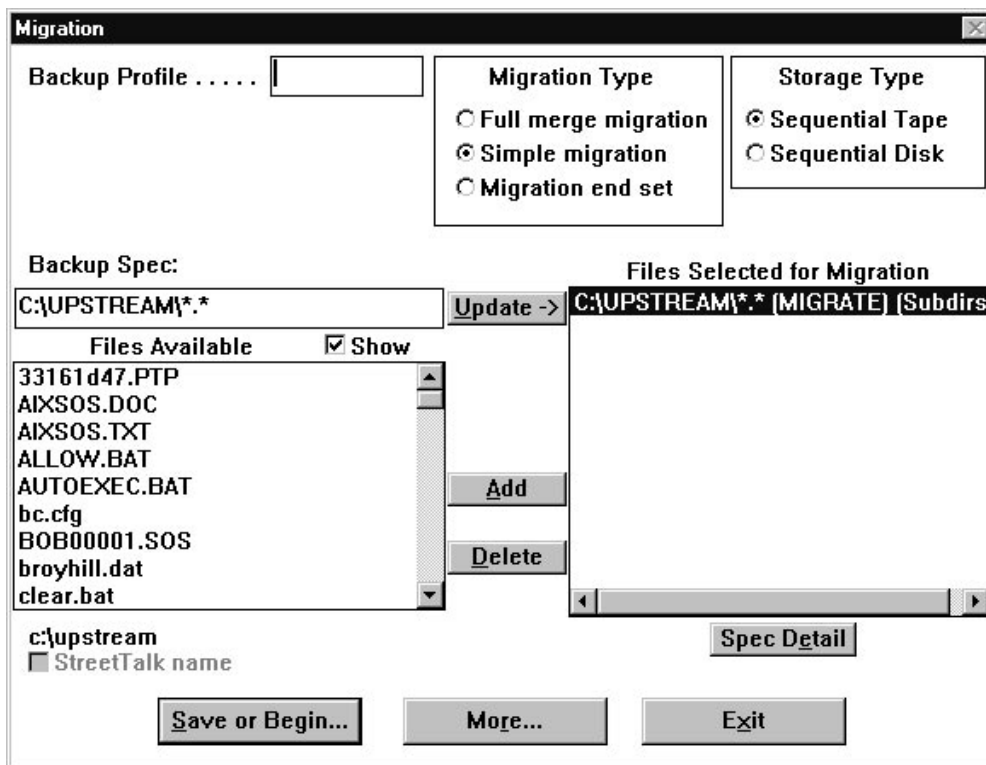 Migration
Backup Profile . . . . .
Migration Type
Full merge migration
Simple migration
Migration end set
Storage Type
Sequential Tape
Sequential Disk
Backup Spec:
C:\UPSTREAM\*.*
Update ->
Files Available
Show
33161d47.PTP
AIXSOS.DOC
AIXSOS.TXT
ALLOW.BAT
AUTOEXEC.BAT
bc.cfg
BOB00001.SOS
broyhill.dat
clear.bat
Add
Delete
Files Selected for Migration
C:\UPSTREAM\*.* (MIGRATE) (Subdirs
Spec Detail
c:\upstream
StreetTalk name
Save or Begin...
More...
Exit